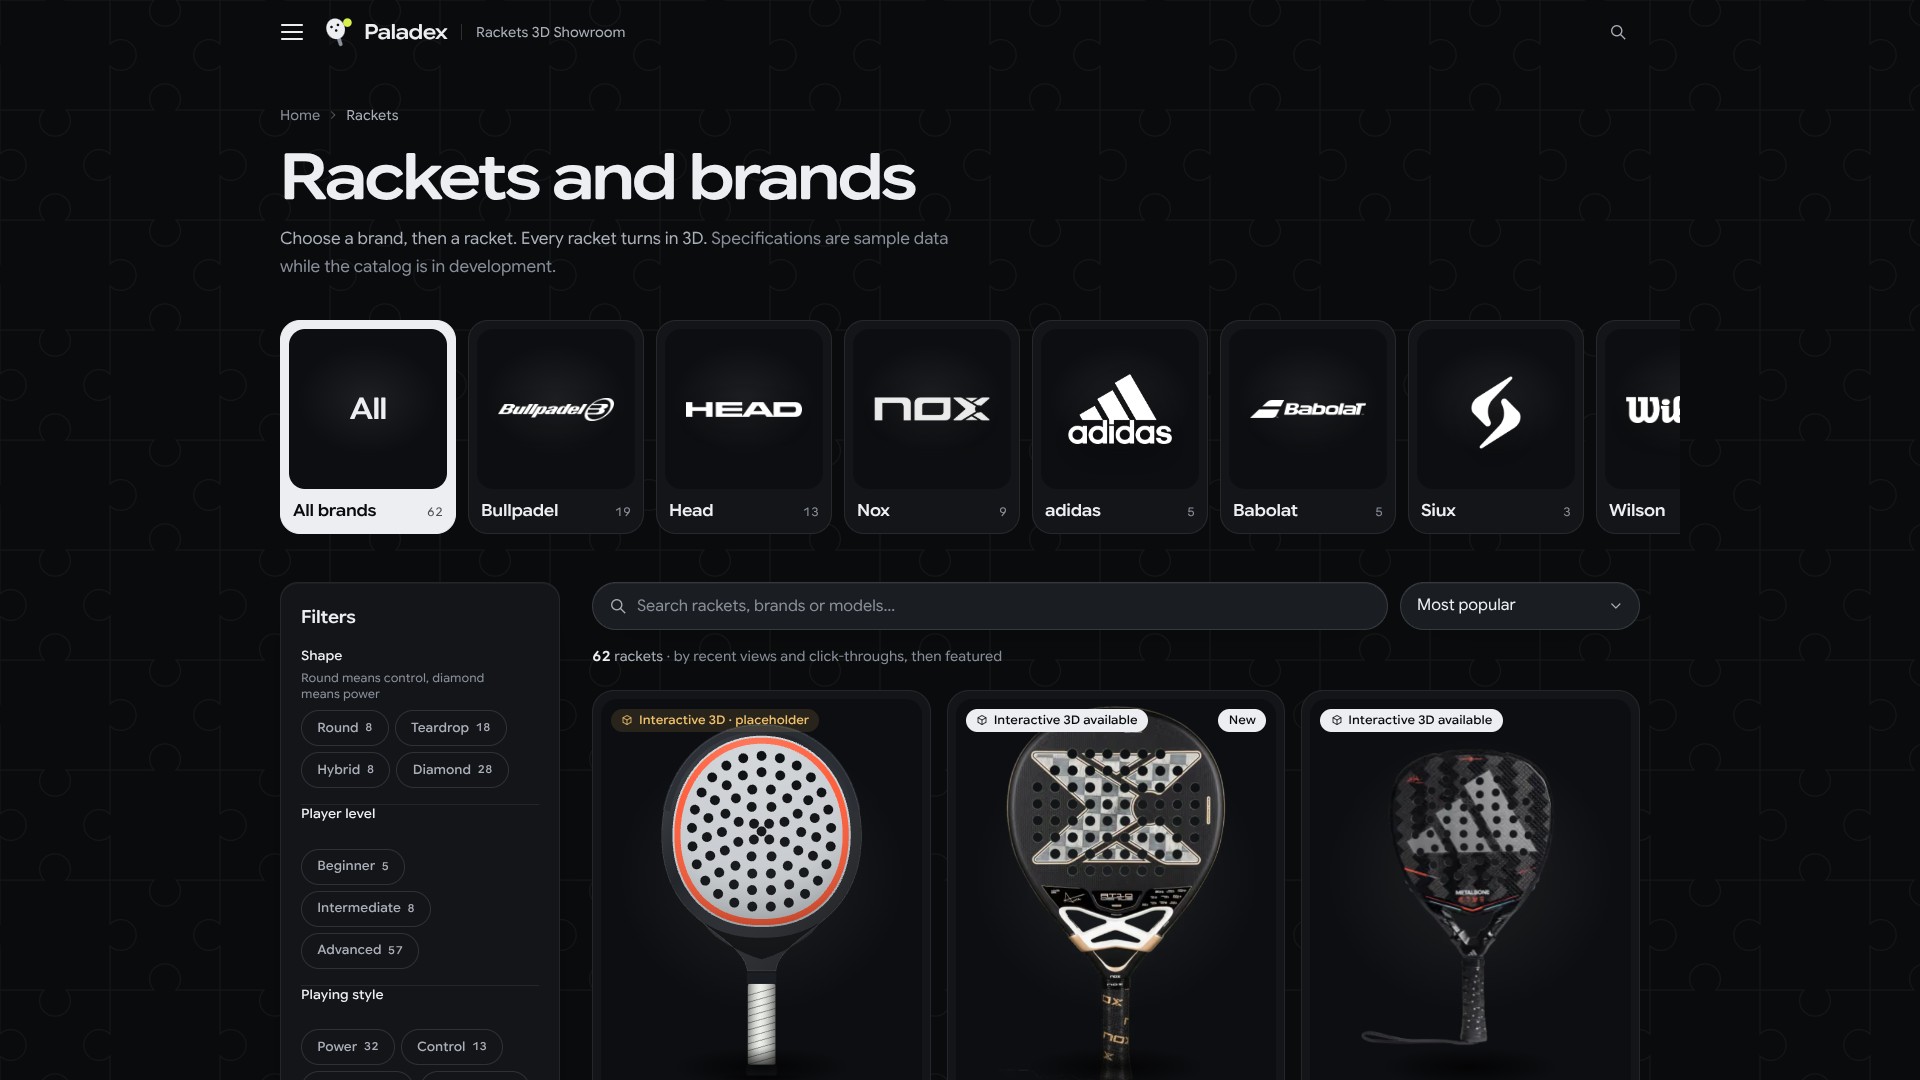 Paladex
Rackets 3D Showroom
Home
Rackets
Rackets and brands
Choose a brand, then a racket. Every racket turns in 3D. Specifications are sample data
while the catalog is in development.
All
Bullpadel
HEAD
nox
adidas
Babolat
Wil
All brands 62
Bullpadel 19
Head 13
Nox 9
adidas 5
Babolat 5
Siux 3
Wilson
Filters
Search rackets, brands or models...
Most popular
62 rackets · by recent views and click-throughs, then featured
Shape
Round means control, diamond
means power
Round 8
Teardrop 18
Hybrid 8
Diamond 28
Player level
Beginner 5
Intermediate 8
Advanced 57
Playing style
Power 32
Control 13
Interactive 3D · placeholder
Interactive 3D available
New
Interactive 3D available
AT10
nox
nox
METALBONE